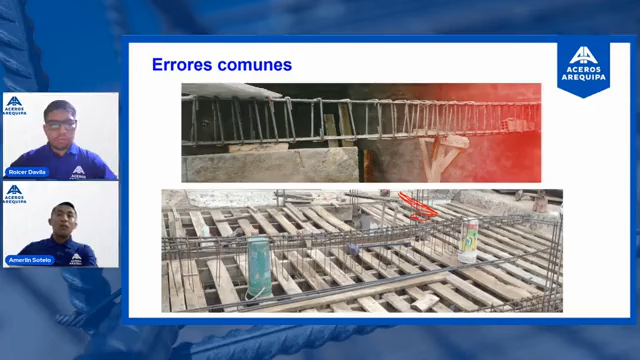 Errores comunes
ACEROS
AREQUIPA
ACEROS
AREQUIPA
Roicer Davila
ACEROS
AREQUIPA
Amerlin Sotelo